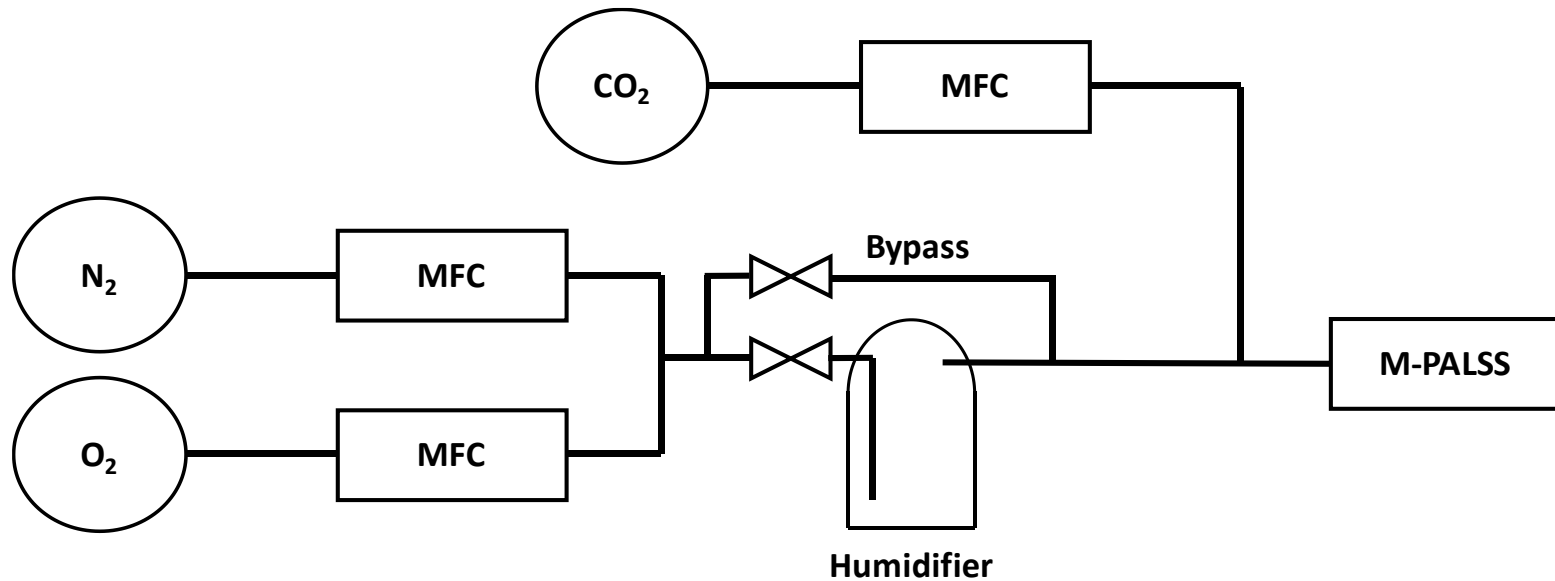 CO₂
MFC
N₂
MFC
Bypass
M-PALSS
O₂
MFC
Humidifier